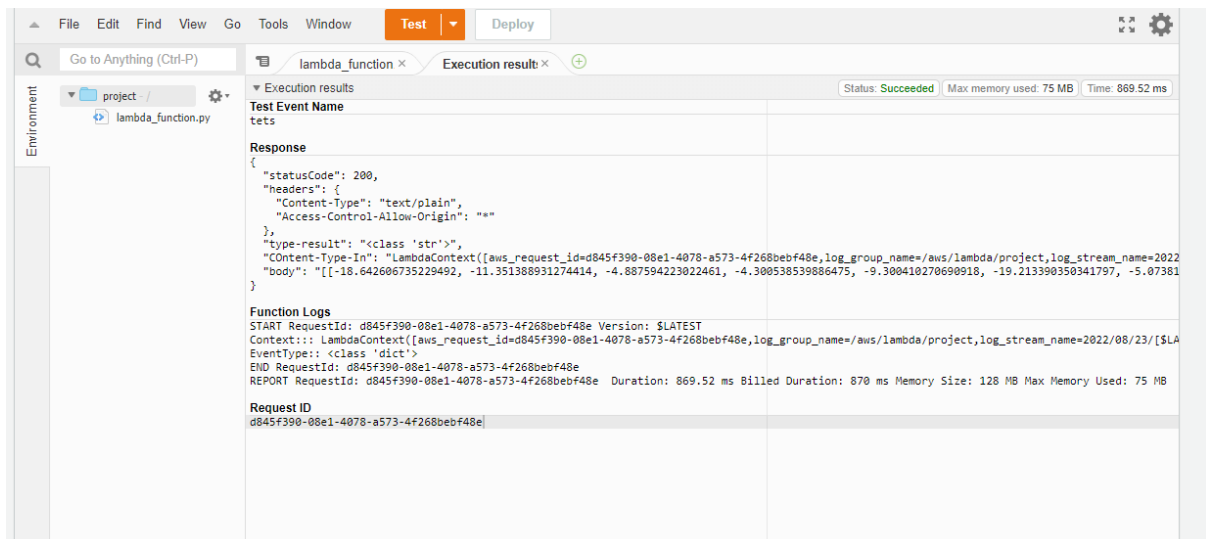 File Edit Find View Go Tools Window Test Deploy
Go to Anything (Ctrl-P)
lambda_function × Execution results ×
Environment
project - /
lambda_function.py
Execution results
Status: Succeeded Max memory used: 75 MB Time: 869.52 ms
Test Event Name
tets
Response
{
"statusCode": 200,
"headers": {
"Content-Type": "text/plain",
"Access-Control-Allow-Origin": "*"
},
"type-result": "<class 'str'>",
"COntent-Type-In": "LambdaContext([aws_request_id=d845f390-08e1-4078-a573-4f268bebf48e,log_group_name=/aws/lambda/project,log_stream_name=2022
"body": "[[-18.642606735229492, -11.351388931274414, -4.887594223022461, -4.300538539886475, -9.300410270690918, -19.213390350341797, -5.07381
}
Function Logs
START RequestId: d845f390-08e1-4078-a573-4f268bebf48e Version: $LATEST
Context::: LambdaContext([aws_request_id=d845f390-08e1-4078-a573-4f268bebf48e,log_group_name=/aws/lambda/project,log_stream_name=2022/08/23/[$LA
EventType:: <class 'dict'>
END RequestId: d845f390-08e1-4078-a573-4f268bebf48e
REPORT RequestId: d845f390-08e1-4078-a573-4f268bebf48e Duration: 869.52 ms Billed Duration: 870 ms Memory Size: 128 MB Max Memory Used: 75 MB
Request ID
d845f390-08e1-4078-a573-4f268bebf48e